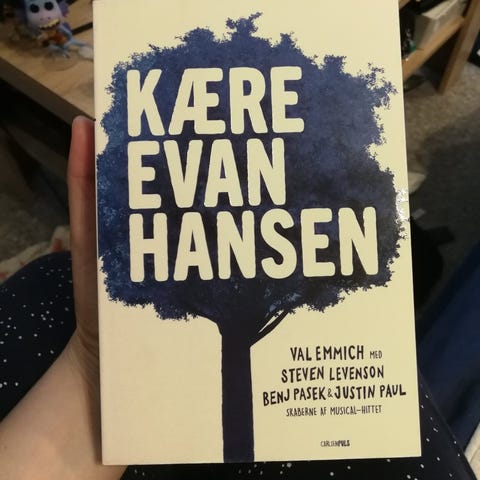 KÆRE
EVAN
HANSEN
VAL EMMICH MED
STEVEN LEVENSON
BENJ PASEK & JUSTIN PAUL
SKABERNE AF MUSICAL-HITTET
CARLSENPULS